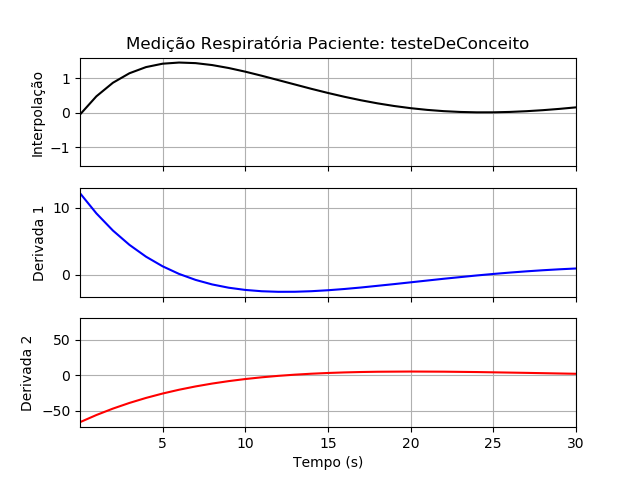 Medição Respiratória Paciente: testeDeConceito
Interpolação
1
0
−1
Derivada 1
10
0
Derivada 2
50
0
−50
5 10 15 20 25 30
Tempo (s)